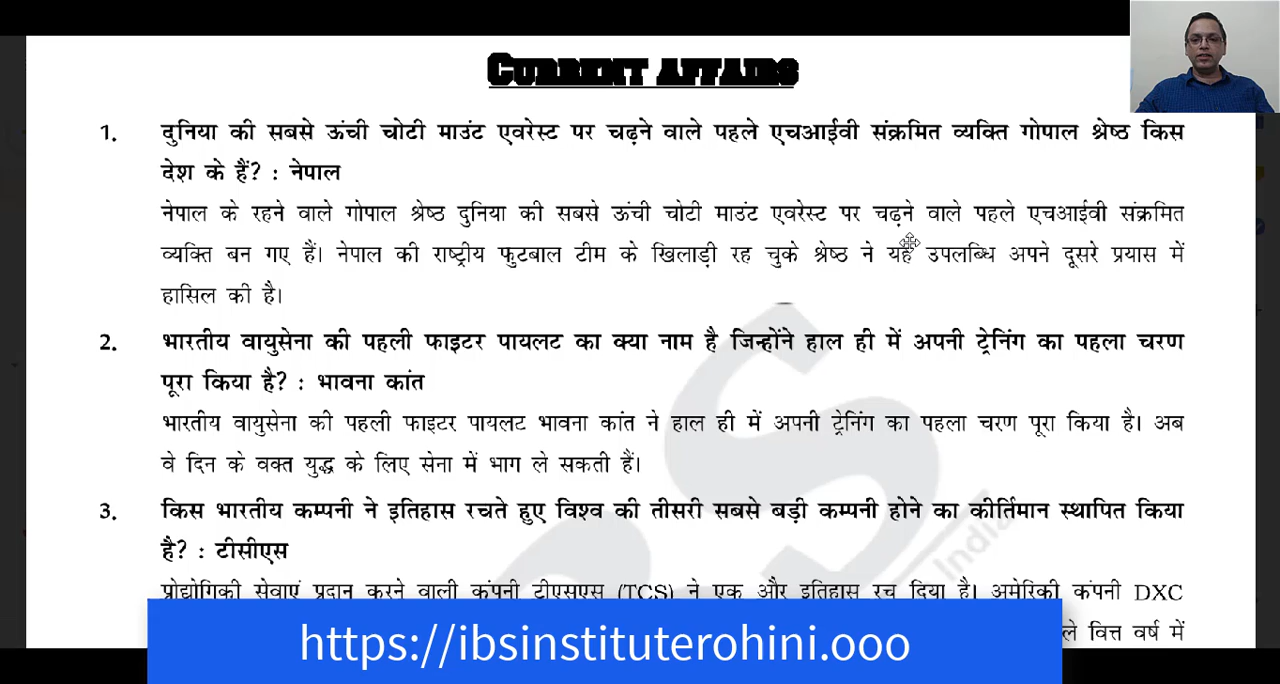 CURRENT AFFAIRS
1. दुनिया की सबसे ऊंची चोटी माउंट एवरेस्ट पर चढ़ने वाले पहले एचआईवी संक्रमित व्यक्ति गोपाल श्रेष्ठ किस
देश के हैं? : नेपाल
नेपाल के रहने वाले गोपाल श्रेष्ठ दुनिया की सबसे ऊंची चोटी माउंट एवरेस्ट पर चढ़ने वाले पहले एचआईवी संक्रमित
व्यक्ति बन गए हैं। नेपाल की राष्ट्रीय फुटबाल टीम के खिलाड़ी रह चुके श्रेष्ठ ने यह उपलब्धि अपने दूसरे प्रयास में
हासिल की है।
2. भारतीय वायुसेना की पहली फाइटर पायलट का क्या नाम है जिन्होंने हाल ही में अपनी ट्रेनिंग का पहला चरण
पूरा किया है? : भावना कांत
भारतीय वायुसेना की पहली फाइटर पायलट भावना कांत ने हाल ही में अपनी ट्रेनिंग का पहला चरण पूरा किया है। अब
वे दिन के वक्त युद्ध के लिए सेना में भाग ले सकती हैं।
3. किस भारतीय कम्पनी ने इतिहास रचते हुए विश्व की तीसरी सबसे बड़ी कम्पनी होने का कीर्तिमान स्थापित किया
है? : टीसीएस
प्रोद्योगिकी सेवाएं प्रदान करने वाली कंपनी टीएसएस (TCS) ने एक और इतिहास रच दिया है। अमेरिकी कंपनी DXC
वित्त वर्ष में
https://ibsinstituterohini.ooo
India